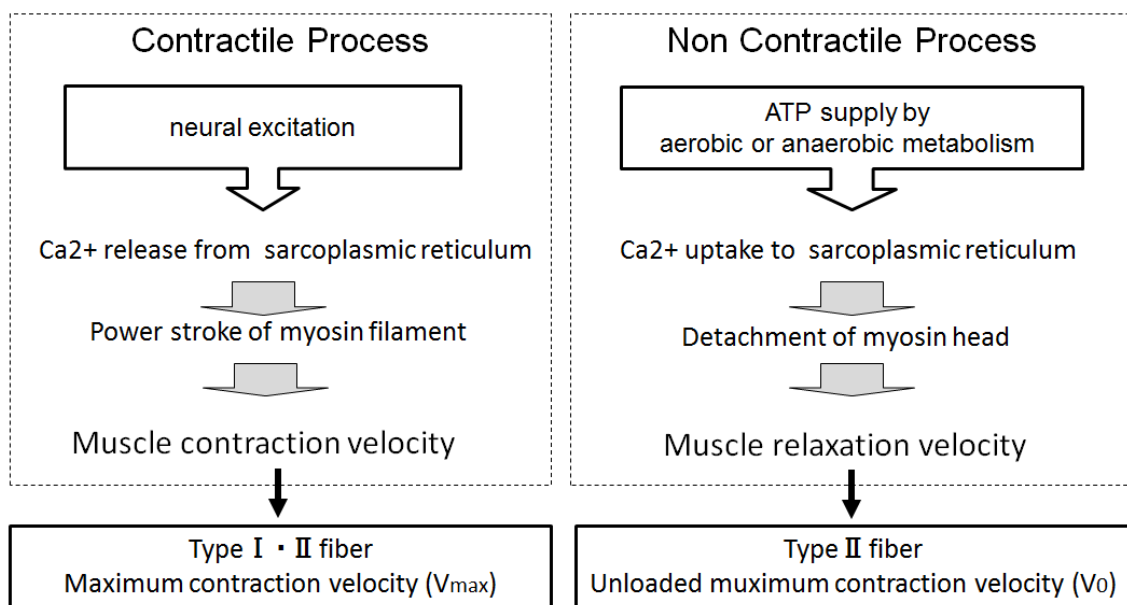 Contractile Process
neural excitation
Ca2+ release from sarcoplasmic reticulum
Power stroke of myosin filament
Muscle contraction velocity
Type Ⅰ・Ⅱ fiber
Maximum contraction velocity (Vmax)
Non Contractile Process
ATP supply by
aerobic or anaerobic metabolism
Ca2+ uptake to sarcoplasmic reticulum
Detachment of myosin head
Muscle relaxation velocity
Type Ⅱ fiber
Unloaded muximum contraction velocity (V0)